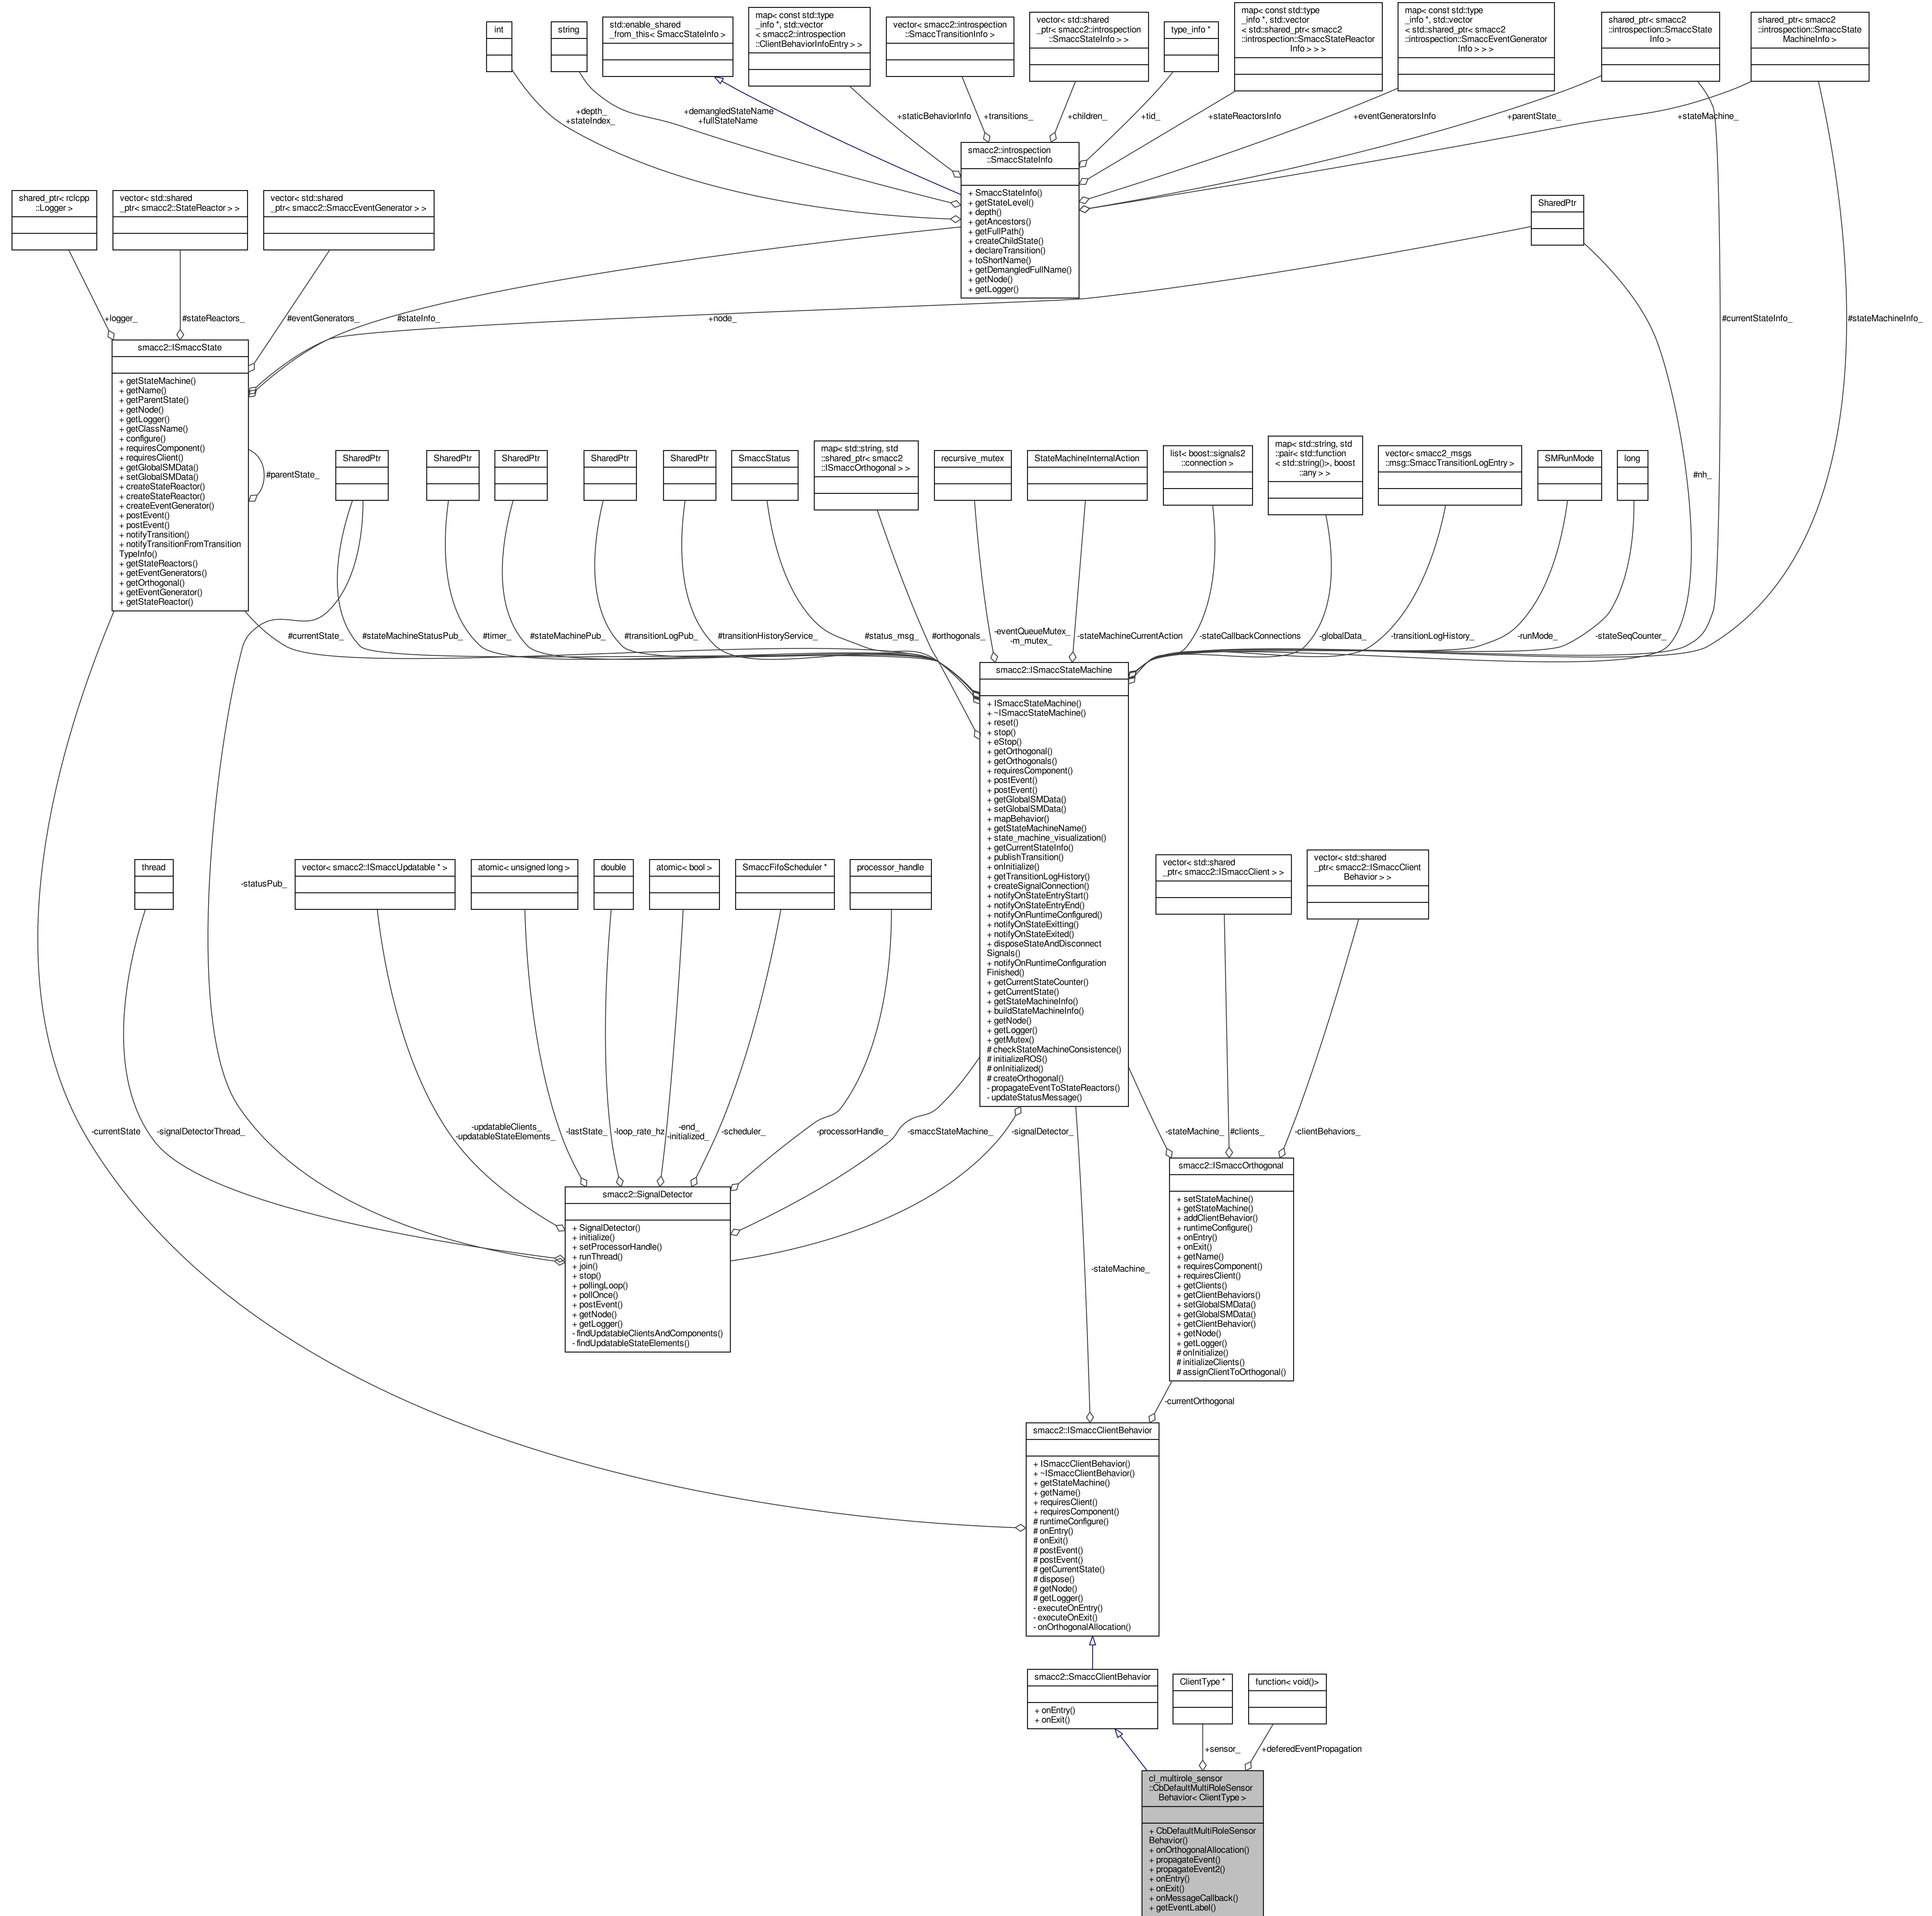 int
string
std::enable_shared
_from_this< SmaccStateInfo >
map< const std::type
_info *, std::vector
< smacc2::introspection
::ClientBehaviorInfoEntry > >
vector< smacc2::introspection
::SmaccTransitionInfo >
vector< std::shared
_ptr< smacc2::introspection
::SmaccStateInfo > >
type_info *
map< const std::type
_info *, std::vector
< std::shared_ptr< smacc2
::introspection::SmaccStateReactor
Info > > >
map< const std::type
_info *, std::vector
< std::shared_ptr< smacc2
::introspection::SmaccEventGenerator
Info > > >
shared_ptr< smacc2
::introspection::SmaccState
Info >
shared_ptr< smacc2
::introspection::SmaccState
MachineInfo >
+depth_
+stateIndex_
+demangledStateName
+fullStateName
+staticBehaviorInfo
+transitions_
+children_
+tid_
+stateReactorsInfo
+eventGeneratorsInfo
+parentState_
+stateMachine_
smacc2::introspection
::SmaccStateInfo
+ SmaccStateInfo()
+ getStateLevel()
+ depth()
+ getAncestors()
+ getFullPath()
+ createChildState()
+ declareTransition()
+ toShortName()
+ getDemangledFullName()
+ getNode()
+ getLogger()
shared_ptr< rclcpp
::Logger >
vector< std::shared
_ptr< smacc2::StateReactor > >
vector< std::shared
_ptr< smacc2::SmaccEventGenerator > >
SharedPtr
+logger_
#stateReactors_
#eventGenerators_
#stateInfo_
+node_
#currentStateInfo_
#stateMachineInfo_
smacc2::ISmaccState
+ getStateMachine()
+ getName()
+ getParentState()
+ getNode()
+ getLogger()
+ getClassName()
+ configure()
+ requiresComponent()
+ requiresClient()
+ getGlobalSMData()
+ setGlobalSMData()
+ createStateReactor()
+ createStateReactor()
+ createEventGenerator()
+ postEvent()
+ postEvent()
+ notifyTransition()
+ notifyTransitionFromTransition
TypeInfo()
+ getStateReactors()
+ getEventGenerators()
+ getOrthogonal()
+ getEventGenerator()
+ getStateReactor()
#parentState_
SharedPtr
SharedPtr
SharedPtr
SharedPtr
SharedPtr
SmaccStatus
map< std::string, std
::shared_ptr< smacc2
::ISmaccOrthogonal > >
recursive_mutex
StateMachineInternalAction
list< boost::signals2
::connection >
map< std::string, std
::pair< std::function
< std::string()>, boost
::any > >
vector< smacc2_msgs
::msg::SmaccTransitionLogEntry >
SMRunMode
long
#nh_
#currentState_
#stateMachineStatusPub_
#timer_
#stateMachinePub_
#transitionLogPub_
#transitionHistoryService_
#status_msg_
#orthogonals_
-eventQueueMutex_
-m_mutex_
-stateMachineCurrentAction
-stateCallbackConnections
-globalData_
-transitionLogHistory_
-runMode_
-stateSeqCounter_
smacc2::ISmaccStateMachine
+ ISmaccStateMachine()
+ ~ISmaccStateMachine()
+ reset()
+ stop()
+ eStop()
+ getOrthogonal()
+ getOrthogonals()
+ requiresComponent()
+ postEvent()
+ postEvent()
+ getGlobalSMData()
+ setGlobalSMData()
+ mapBehavior()
+ getStateMachineName()
+ state_machine_visualization()
+ getCurrentStateInfo()
+ publishTransition()
+ onInitialize()
+ getTransitionLogHistory()
+ createSignalConnection()
+ notifyOnStateEntryStart()
+ notifyOnStateEntryEnd()
+ notifyOnRuntimeConfigured()
+ notifyOnStateExitting()
+ notifyOnStateExited()
+ disposeStateAndDisconnect
Signals()
+ notifyOnRuntimeConfiguration
Finished()
+ getCurrentStateCounter()
+ getCurrentState()
+ getStateMachineInfo()
+ buildStateMachineInfo()
+ getNode()
+ getLogger()
+ getMutex()
# checkStateMachineConsistence()
# initializeROS()
# onInitialized()
# createOrthogonal()
- propagateEventToStateReactors()
- updateStatusMessage()
thread
-statusPub_
vector< smacc2::ISmaccUpdatable * >
atomic< unsigned long >
double
atomic< bool >
SmaccFifoScheduler *
processor_handle
vector< std::shared
_ptr< smacc2::ISmaccClient > >
vector< std::shared
_ptr< smacc2::ISmaccClient
Behavior > >
-currentState
-signalDetectorThread_
-updatableClients_
-updatableStateElements_
-lastState_
-loop_rate_hz
-end_
-initialized_
-scheduler_
-processorHandle_
-smaccStateMachine_
-signalDetector_
-stateMachine_
#clients_
-clientBehaviors_
smacc2::SignalDetector
+ SignalDetector()
+ initialize()
+ setProcessorHandle()
+ runThread()
+ join()
+ stop()
+ pollingLoop()
+ pollOnce()
+ postEvent()
+ getNode()
+ getLogger()
- findUpdatableClientsAndComponents()
- findUpdatableStateElements()
smacc2::ISmaccOrthogonal
+ setStateMachine()
+ getStateMachine()
+ addClientBehavior()
+ runtimeConfigure()
+ onEntry()
+ onExit()
+ getName()
+ requiresComponent()
+ requiresClient()
+ getClients()
+ getClientBehaviors()
+ setGlobalSMData()
+ getGlobalSMData()
+ getClientBehavior()
+ getNode()
+ getLogger()
# onInitialize()
# initializeClients()
# assignClientToOrthogonal()
-stateMachine_
-currentOrthogonal
smacc2::ISmaccClientBehavior
+ ISmaccClientBehavior()
+ ~ISmaccClientBehavior()
+ getStateMachine()
+ getName()
+ requiresClient()
+ requiresComponent()
# runtimeConfigure()
# onEntry()
# onExit()
# postEvent()
# postEvent()
# getCurrentState()
# dispose()
# getNode()
# getLogger()
- executeOnEntry()
- executeOnExit()
- onOrthogonalAllocation()
smacc2::SmaccClientBehavior
+ onEntry()
+ onExit()
ClientType *
function< void()>
+sensor_
+deferedEventPropagation
cl_multirole_sensor
::CbDefaultMultiRoleSensor
Behavior< ClientType >
+ CbDefaultMultiRoleSensor
Behavior()
+ onOrthogonalAllocation()
+ propagateEvent()
+ propagateEvent2()
+ onEntry()
+ onExit()
+ onMessageCallback()
+ getEventLabel()